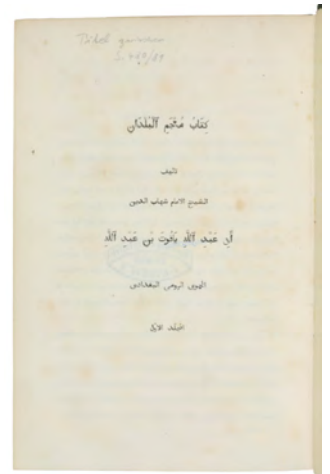 كتاب معجم البلدان
تأليف
الشيخ الامام شهاب الدين
أبي عبد الله ياقوت بن عبد الله
الحموي الرومي البغدادي
المجلد الاول